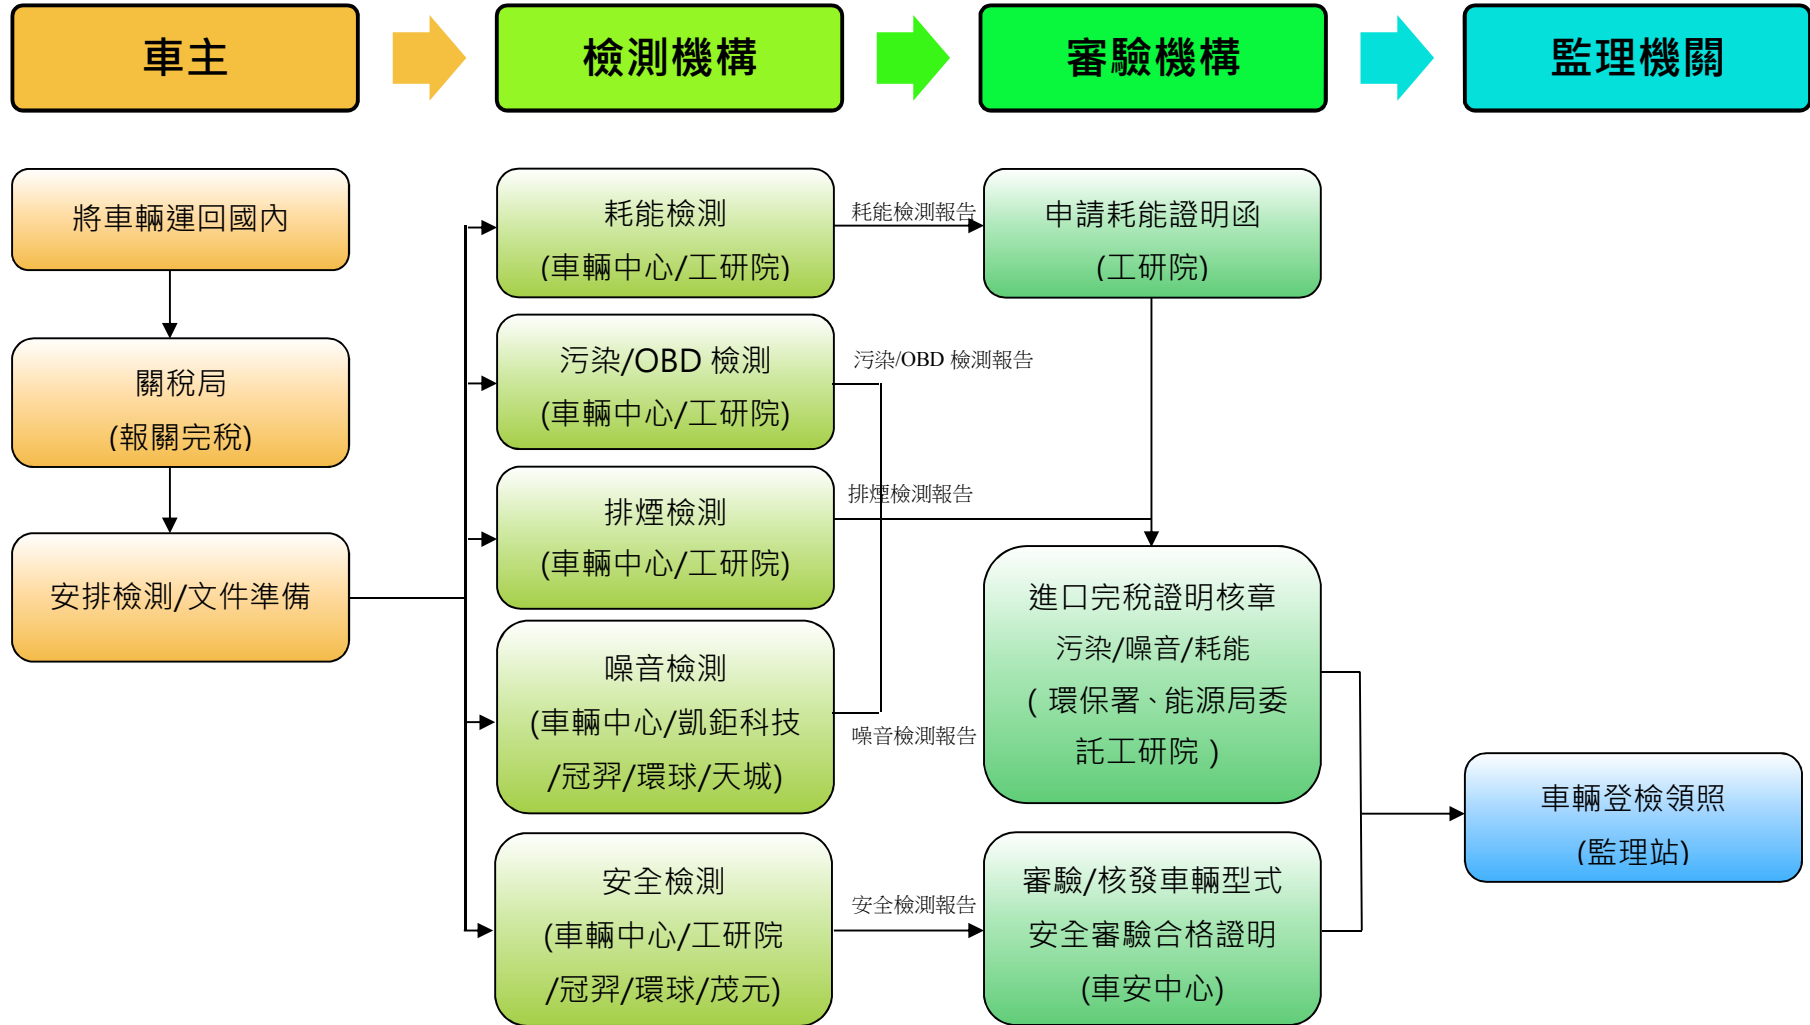 車主
檢測機構
審驗機構
監理機關
將車輛運回國內
關稅局
(報關完稅)
安排檢測/文件準備
耗能檢測
(車輛中心/工研院)
污染/OBD 檢測
(車輛中心/工研院)
排煙檢測
(車輛中心/工研院)
噪音檢測
(車輛中心/凱鉅科技
/冠羿/環球/天城)
安全檢測
(車輛中心/工研院
/冠羿/環球/茂元)
耗能檢測報告
污染/OBD 檢測報告
排煙檢測報告
噪音檢測報告
安全檢測報告
申請耗能證明函
(工研院)
進口完稅證明核章
污染/噪音/耗能
( 環保署、能源局委
託工研院 )
審驗/核發車輛型式
安全審驗合格證明
(車安中心)
車輛登檢領照
(監理站)